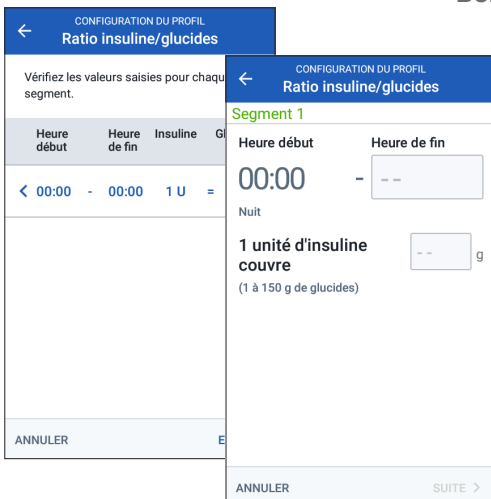 CONFIGURATION DU PROFIL
Ratio insuline/glucides
Vérifiez les valeurs saisies pour chaqu
segment.
Heure début
Heure de fin
Insuline
Gl
00:00 - 00:00 1 U =
ANNULER
E
CONFIGURATION DU PROFIL
Ratio insuline/glucides
Segment 1
Heure début
Heure de fin
00:00 - - -
Nuit
1 unité d'insuline
couvre
- - g
(1 à 150 g de glucides)
ANNULER
SUITE >